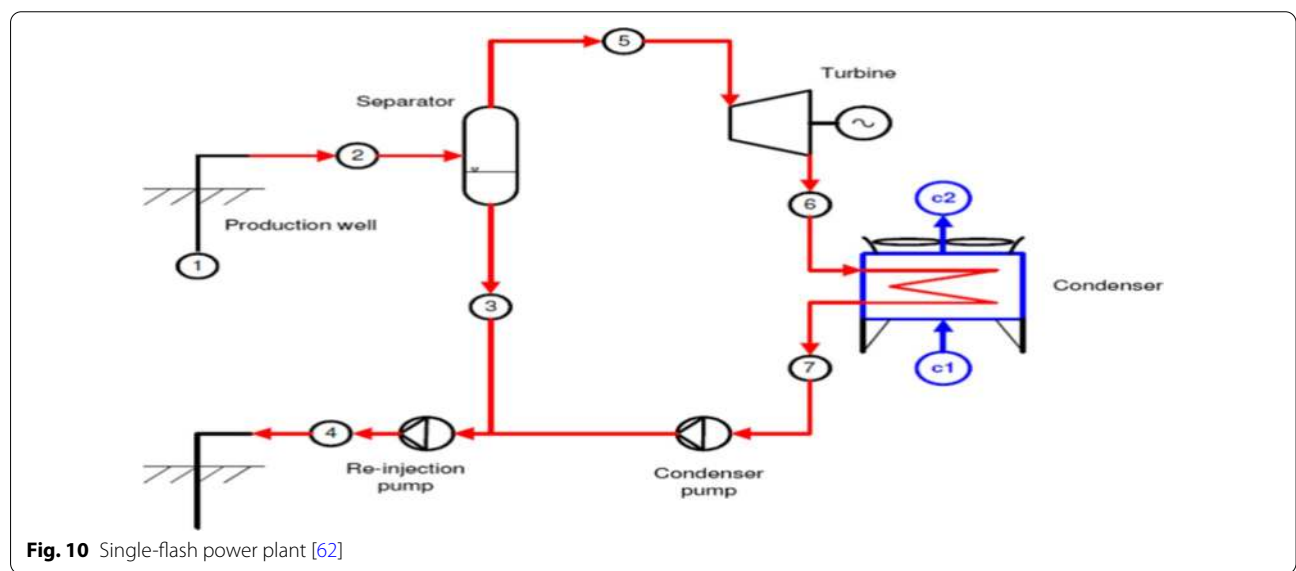 5
Turbine
Separator
2
6
c2
Production well
1
Condenser
3
7
c1
4
Re-injection
pump
Condenser
pump
Fig. 10 Single-flash power plant [62]